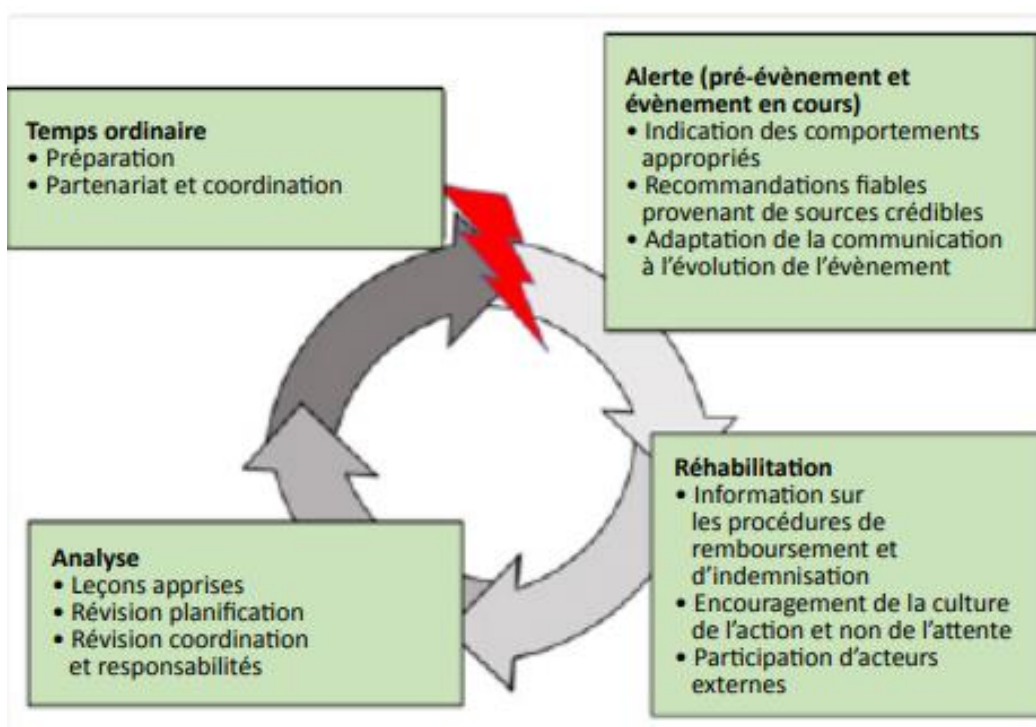 Temps ordinaire
• Préparation
• Partenariat et coordination
Alerte (pré-évènement et
évènement en cours)
• Indication des comportements
appropriés
• Recommandations fiables
provenant de sources crédibles
• Adaptation de la communication
à l'évolution de l'évènement
Réhabilitation
• Information sur
les procédures de
remboursement et
d'indemnisation
• Encouragement de la culture
de l'action et non de l'attente
• Participation d'acteurs
externes
Analyse
• Leçons apprises
• Révision planification
• Révision coordination
et responsabilités